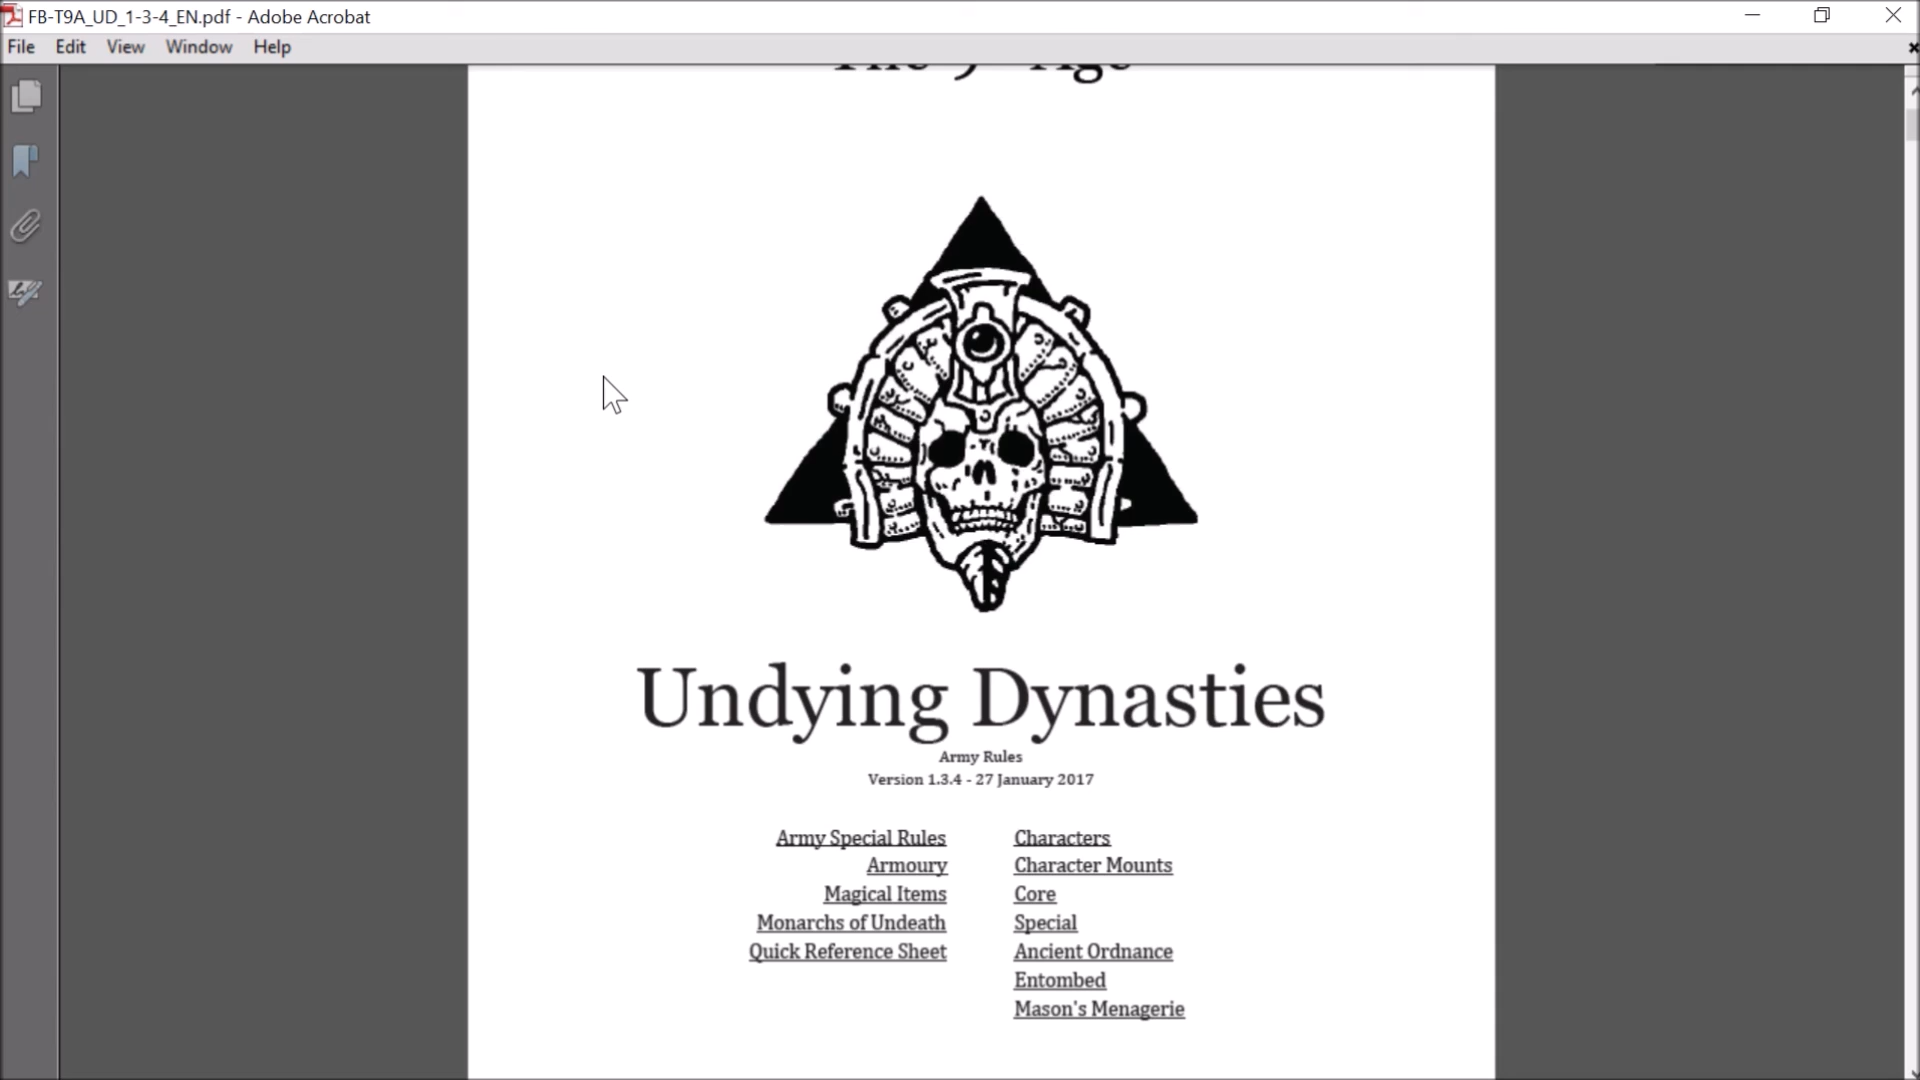 FB-T9A_UD_1-3-4_EN.pdf - Adobe Acrobat
File Edit View Window Help
Undying Dynasties
Army Rules
Version 1.3.4 - 27 January 2017
Army Special Rules
Armoury
Magical Items
Monarchs of Undeath
Quick Reference Sheet
Characters
Character Mounts
Core
Special
Ancient Ordnance
Entombed
Mason's Menagerie